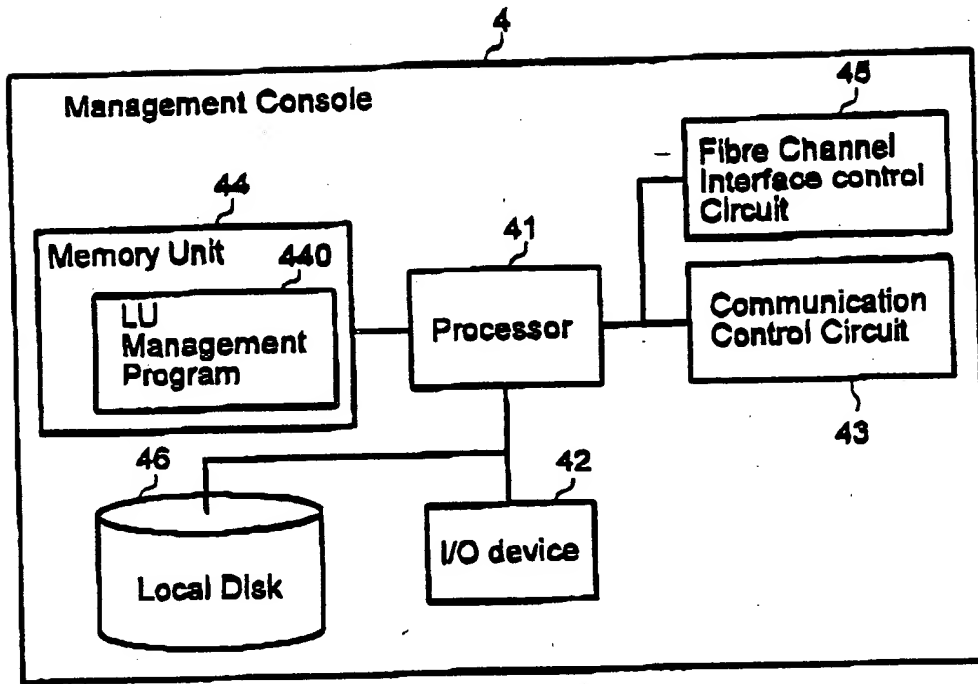 4
Management Console
45
Fibre Channel
Interface control
Circuit
44
Memory Unit
440
LU
Management
Program
41
Processor
Communication
Control Circuit
43
46
Local Disk
42
I/O device